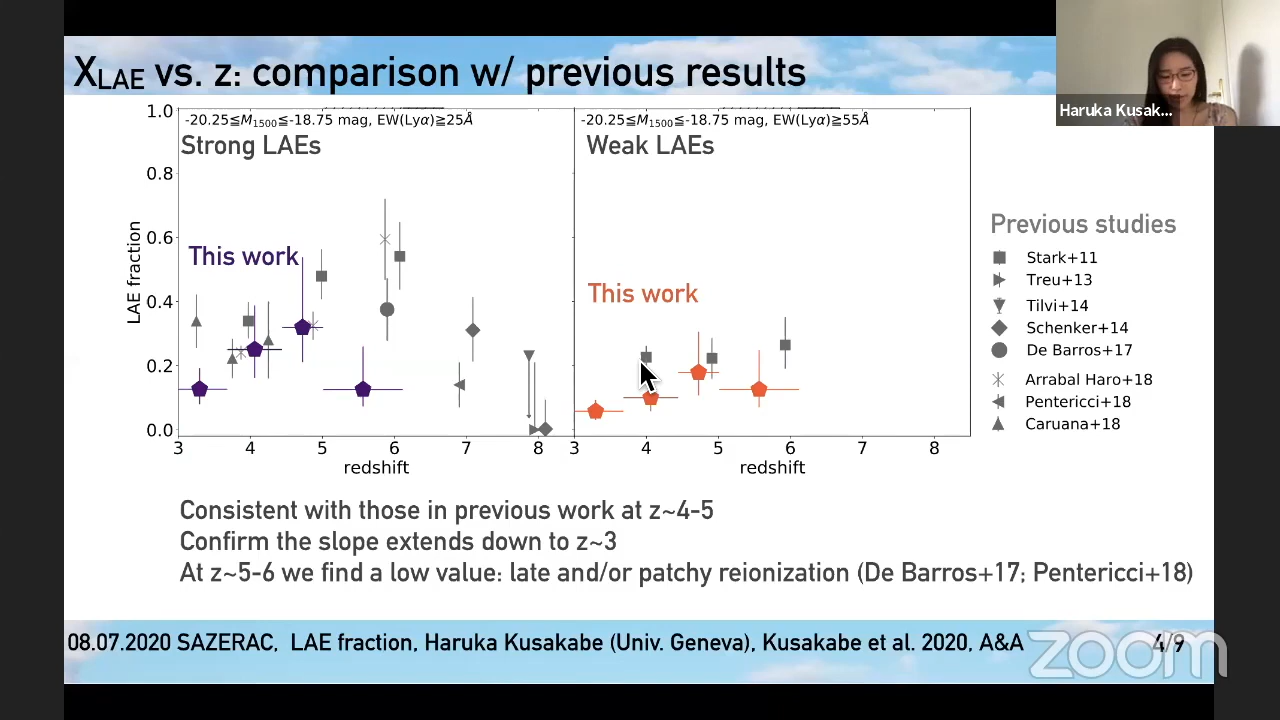 X_LAE vs. z: comparison w/ previous results
Haruka Kusak...
1.0
0.8
0.6
0.4
0.2
0.0
LAE fraction
-20.25≦M1500≦-18.75 mag, EW(Lyα)≧25Å
Strong LAEs
This work
3 4 5 6 7 8
redshift
-20.25≦M1500≦-18.75 mag, EW(Lyα)≧55Å
Weak LAEs
This work
3 4 5 6 7 8
redshift
Previous studies
Stark+11
Treu+13
Tilvi+14
Schenker+14
De Barros+17
Arrabal Haro+18
Pentericci+18
Caruana+18
Consistent with those in previous work at z~4-5
Confirm the slope extends down to z~3
At z~5-6 we find a low value: late and/or patchy reionization (De Barros+17; Pentericci+18)
08.07.2020 SAZERAC, LAE fraction, Haruka Kusakabe (Univ. Geneva), Kusakabe et al. 2020, A&A 4/9
zoom